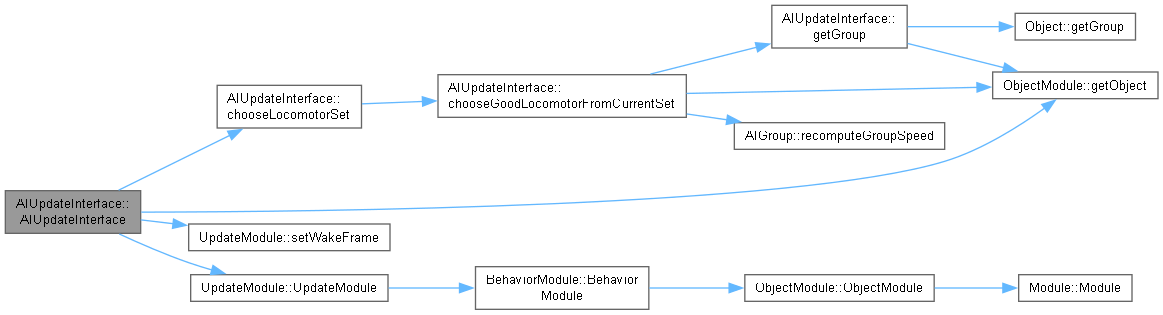 AIUpdateInterface::
getGroup
Object::getGroup
ObjectModule::getObject
AIUpdateInterface::
chooseLocomotorSet
AIUpdateInterface::
chooseGoodLocomotorFromCurrentSet
AIGroup::recomputeGroupSpeed
AIUpdateInterface::
AIUpdateInterface
UpdateModule::setWakeFrame
UpdateModule::UpdateModule
BehaviorModule::Behavior
Module
ObjectModule::ObjectModule
Module::Module